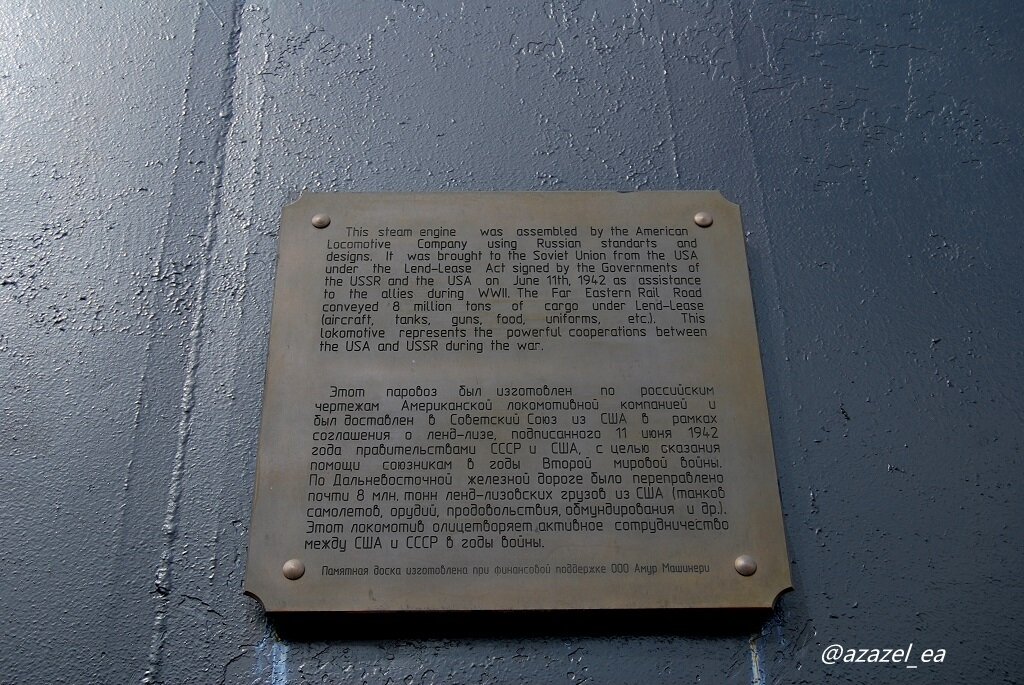 This steam engine was assembled by the American
Locomotive Company using Russian standarts and
designs. It was brought to the Soviet Union from the USA
under the Lend-Lease Act signed by the Governments of
the USSR and the USA on June 11th, 1942 as assistance
to the allies during WWII. The Far Eastern Rail Road
conveyed 8 million tons of cargo under Lend-Lease
(aircraft, tanks, guns, food, uniforms, etc.). This
lokomotive represents the powerful cooperations between
the USA and USSR during the war.
Этот паровоз был изготовлен по российским
чертежам Американской локомотивной компанией и
был доставлен в Советский Союз из США в рамках
соглашения о ленд-лизе, подписанного 11 июня 1942
года правительствами СССР и США, с целью оказания
помощи союзникам в годы Второй мировой войны.
По Дальневосточной железной дороге было переправлено
почти 8 млн. тонн ленд-лизовских грузов из США (танков
самолетов, орудий, продовольствия, обмундирования и др.).
Этот локомотив олицетворяет активное сотрудничество
между США и СССР в годы войны.
Памятная доска изготовлена при финансовой поддержке ООО Амур Машинери
@azazel_ea